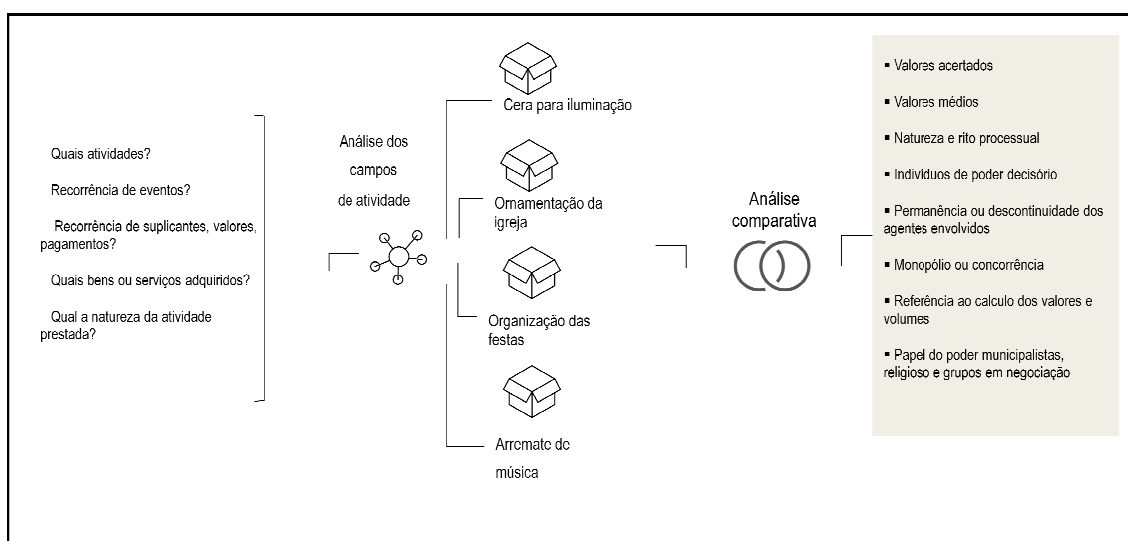 Quais atividades?
Recorrência de eventos?
Recorrência de suplicantes, valores,
pagamentos?
Quais bens ou serviços adquiridos?
Qual a natureza da atividade
prestada?
Análise dos
campos
de atividade
Cera para iluminação
Ornamentação da
igreja
Organização das
festas
Arremate de
música
Análise
comparativa
▪ Valores acertados
▪ Valores médios
▪ Natureza e rito processual
▪ Indivíduos de poder decisório
▪ Permanência ou descontinuidade dos
agentes envolvidos
▪ Monopólio ou concorrência
▪ Referência ao calculo dos valores e
volumes
▪ Papel do poder municipalistas,
religioso e grupos em negociação